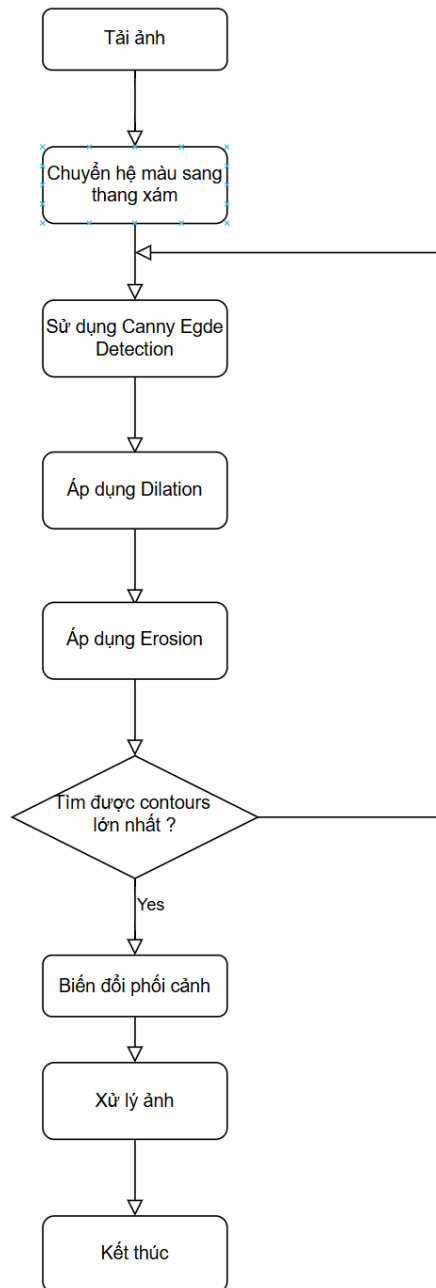 Tải ảnh
Chuyển hệ màu sang
thang xám
Sử dụng Canny Egde
Detection
Áp dụng Dilation
Áp dụng Erosion
Tìm được contours
lớn nhất ?
Yes
Biến đổi phối cảnh
Xử lý ảnh
Kết thúc